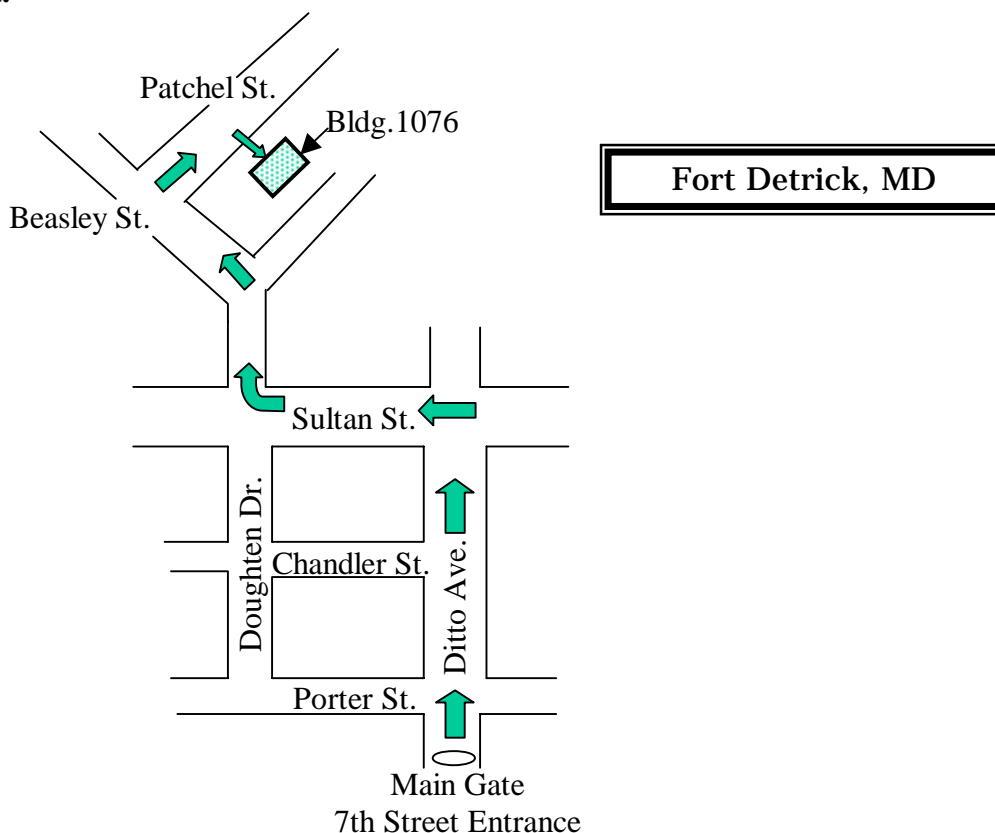 Patchel St.
Bldg.1076
Fort Detrick, MD
Beasley St.
Sultan St.
Doughten Dr.
Chandler St.
Ditto Ave.
Porter St.
Main Gate
7th Street Entrance